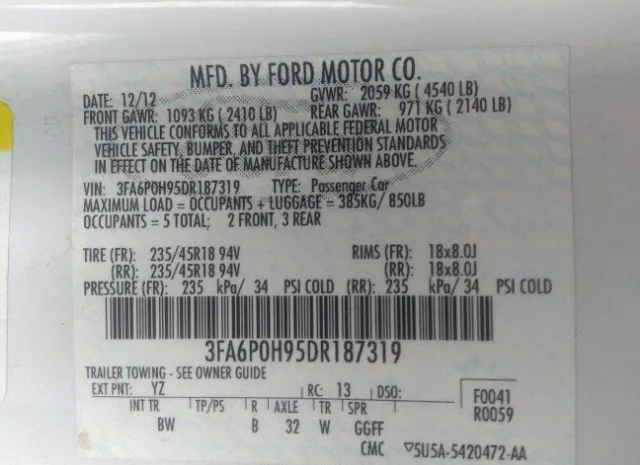 MFD. BY FORD MOTOR CO.
DATE: 12/12 GVWR: 2059 KG ( 4540 LB)
FRONT GAWR: 1093 KG ( 2410 LB) REAR GAWR: 971 KG ( 2140 LB)
THIS VEHICLE CONFORMS TO ALL APPLICABLE FEDERAL MOTOR
VEHICLE SAFETY, BUMPER, AND THEFT PREVENTION STANDARDS
IN EFFECT ON THE DATE OF MANUFACTURE SHOWN ABOVE.
VIN: 3FA6P0H95DR187319 TYPE: Passenger Car
MAXIMUM LOAD = OCCUPANTS + LUGGAGE = 385KG/ 850LB
OCCUPANTS = 5 TOTAL; 2 FRONT, 3 REAR
TIRE (FR): 235/45R18 94V RIMS (FR): 18x8.0J
(RR): 235/45R18 94V (RR): 18x8.0J
PRESSURE (FR): 235 kPa/ 34 PSI COLD (RR): 235 kPa/ 34 PSI COLD
3FA6P0H95DR187319
TRAILER TOWING - SEE OWNER GUIDE
EXT PNT: YZ RC: 13 DSO: F0041
INT TR TP/PS R AXLE TR SPR R0059
BW B 32 W GGFF
CMC ▽5U5A-5420472-AA